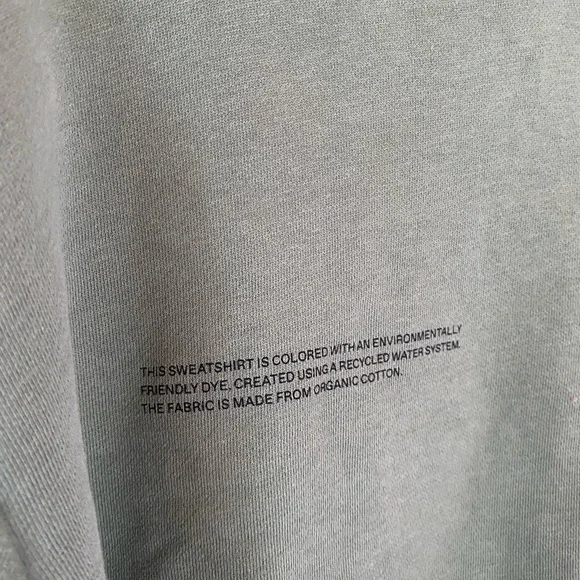 THIS SWEATSHIRT IS COLORED WITH AN ENVIRONMENTALLY
FRIENDLY DYE, CREATED USING A RECYCLED WATER SYSTEM.
THE FABRIC IS MADE FROM ORGANIC COTTON.